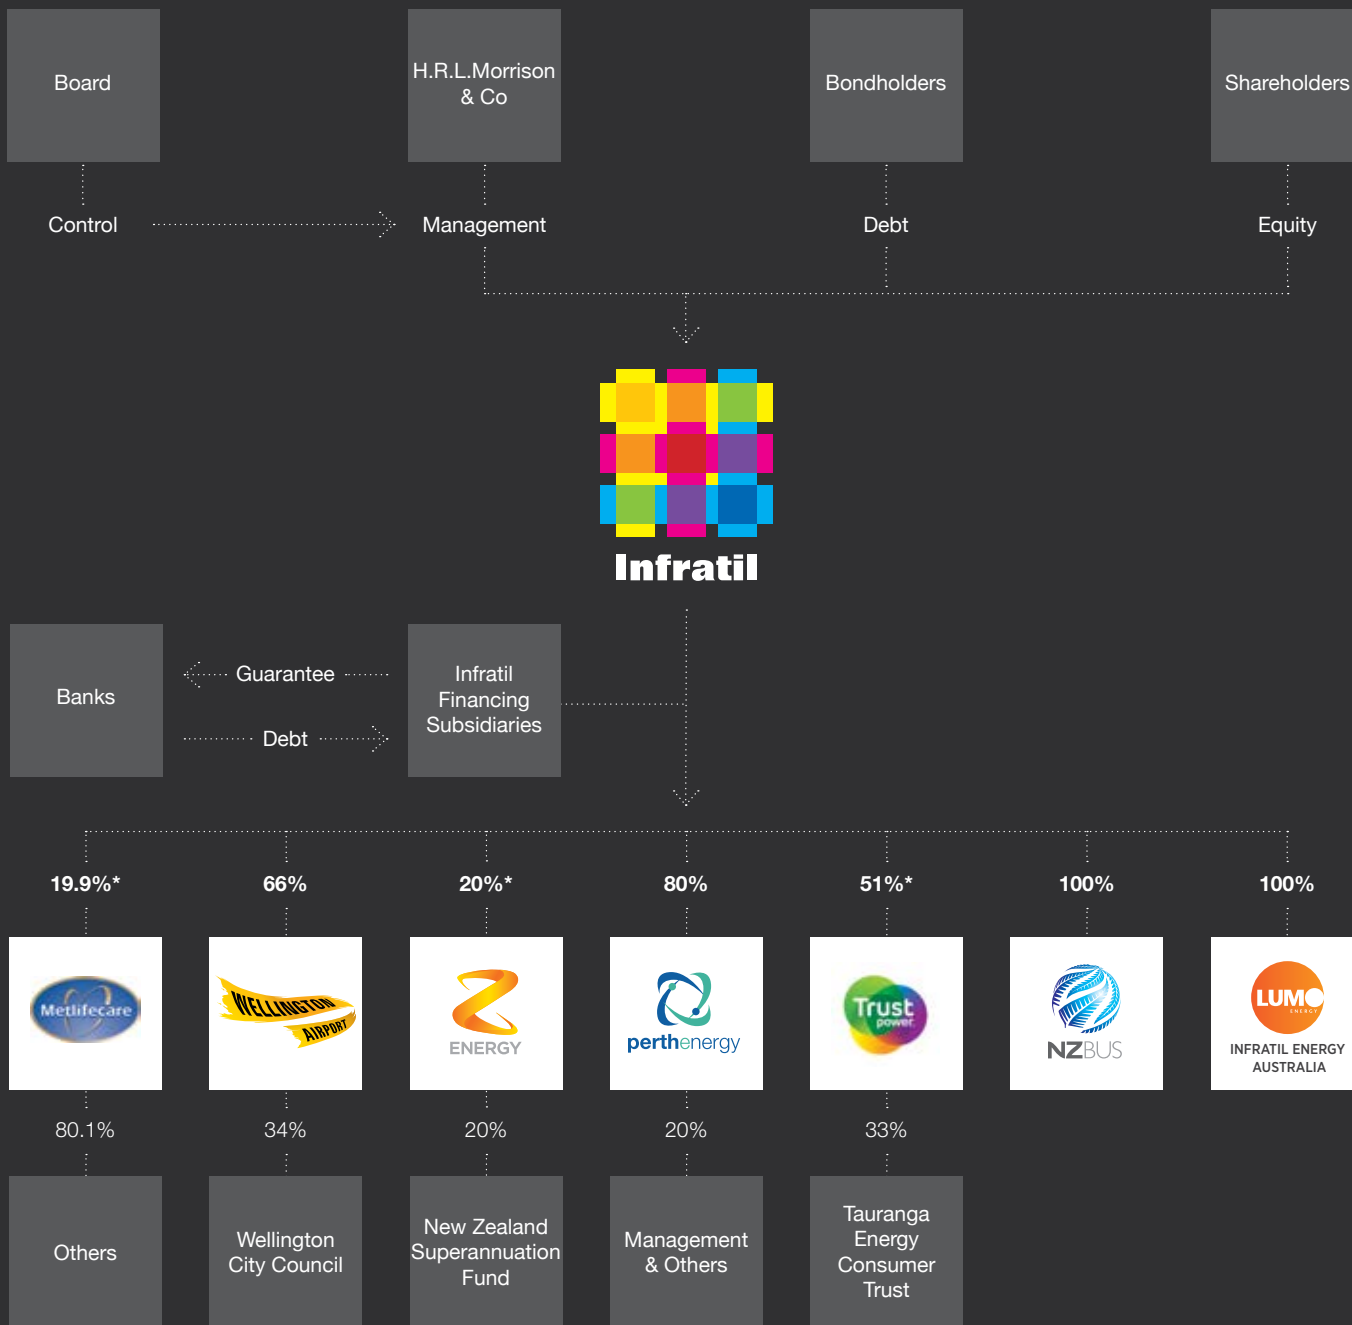 Board
H.R.L.Morrison
& Co
Bondholders
Shareholders
Control
Management
Debt
Equity
Infratil
Banks
Guarantee
Debt
Infratil
Financing
Subsidiaries
19.9%*
66%
20%*
80%
51%*
100%
100%
Metlifecare
WELLINGTON
AIRPORT
Z
ENERGY
perthenergy
Trust
power
NZBUS
LUMO
ENERGY
INFRATIL ENERGY
AUSTRALIA
80.1%
34%
20%
20%
33%
Others
Wellington
City Council
New Zealand
Superannuation
Fund
Management
& Others
Tauranga
Energy
Consumer
Trust